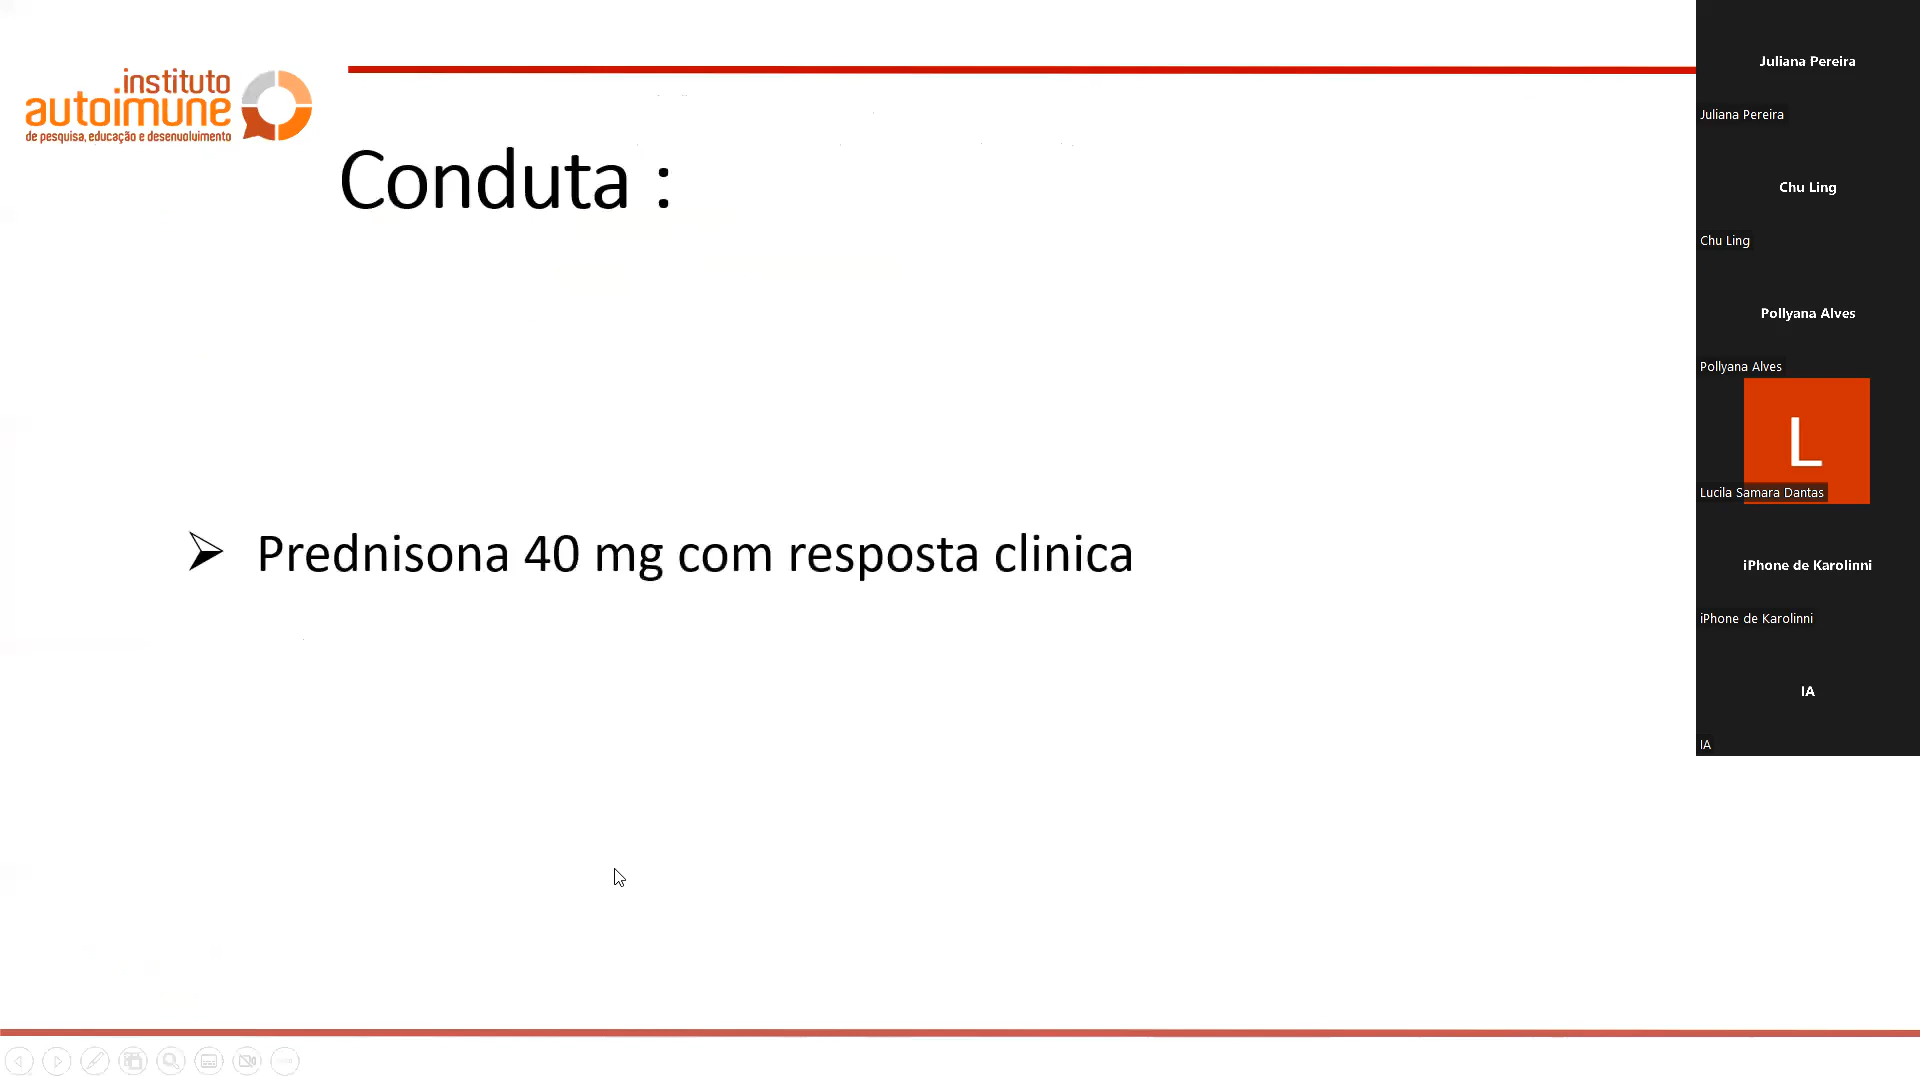 instituto
autoimune
de pesquisa, educação e desenvolvimento
Conduta :
Prednisona 40 mg com resposta clinica
Juliana Pereira
Juliana Pereira
Chu Ling
Chu Ling
Pollyana Alves
Pollyana Alves
L
Lucila Samara Dantas
iPhone de Karolinni
iPhone de Karolinni
IA
IA